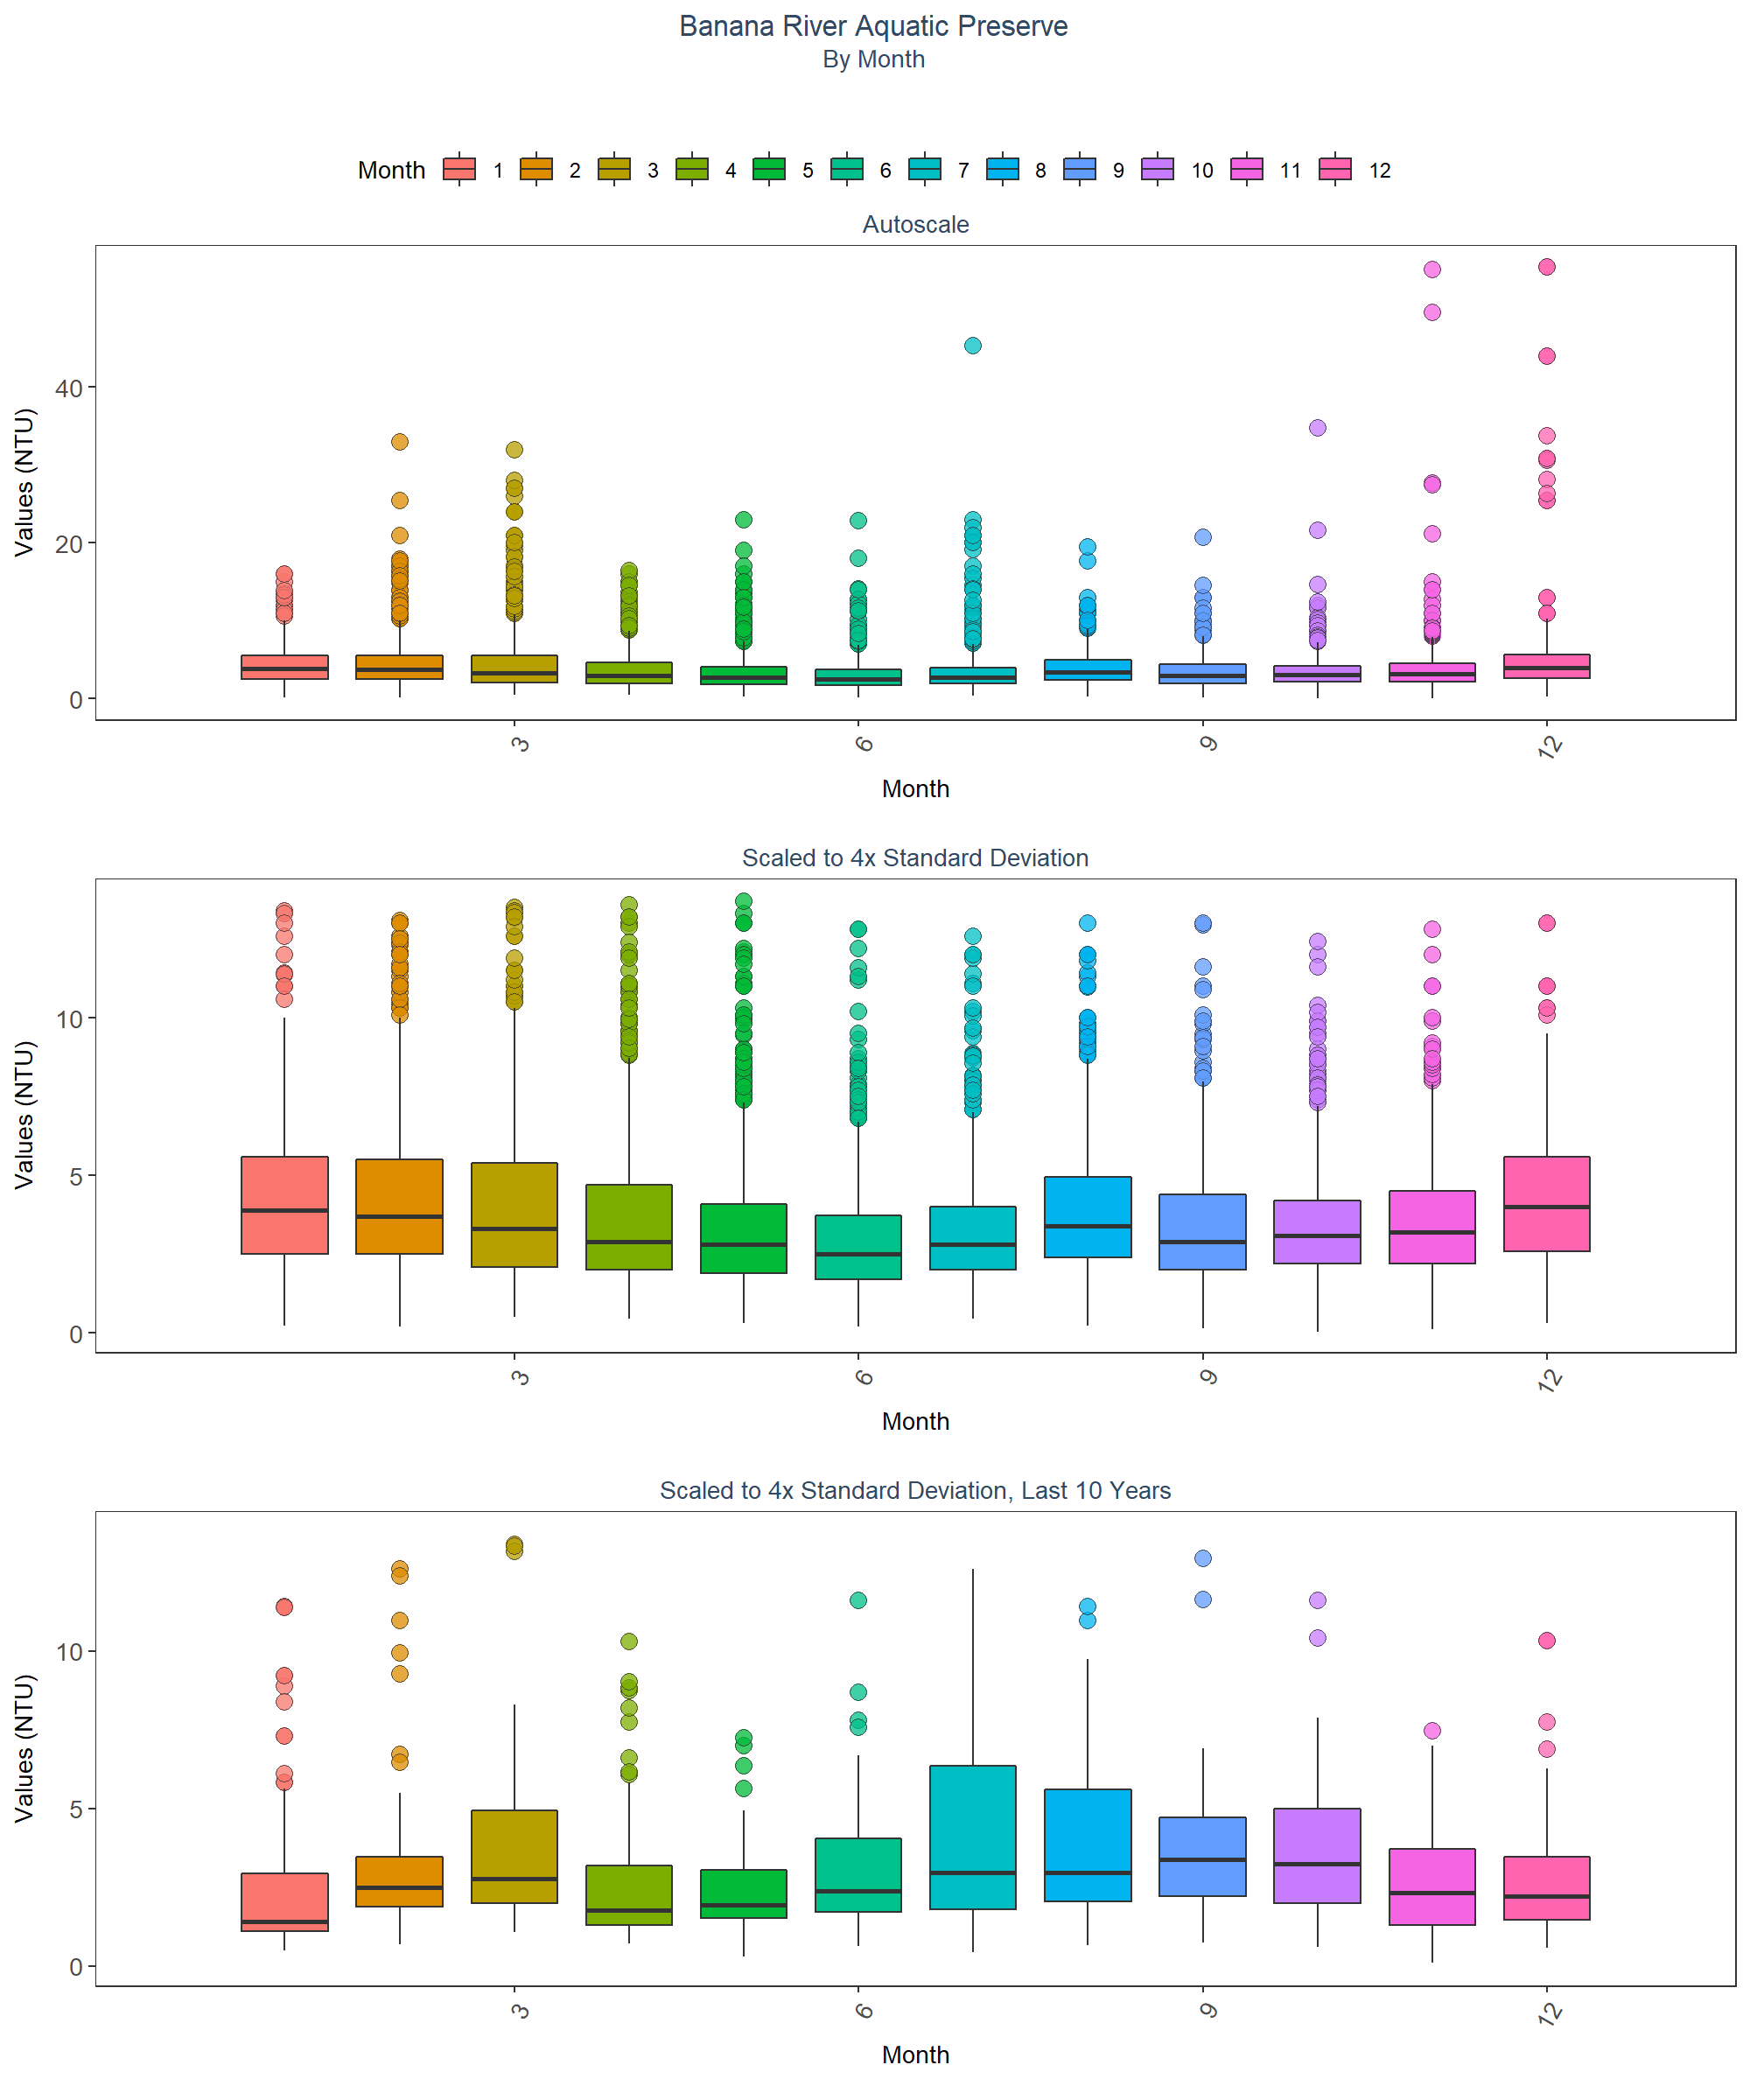 Banana River Aquatic Preserve
By Month
Month 1 2 3 4 5 6 7 8 9 10 11 12
Autoscale
Values (NTU)
40
20
0
3 6 9 12
Month
Scaled to 4x Standard Deviation
Values (NTU)
10
5
0
3 6 9 12
Month
Scaled to 4x Standard Deviation, Last 10 Years
Values (NTU)
10
5
0
3 6 9 12
Month